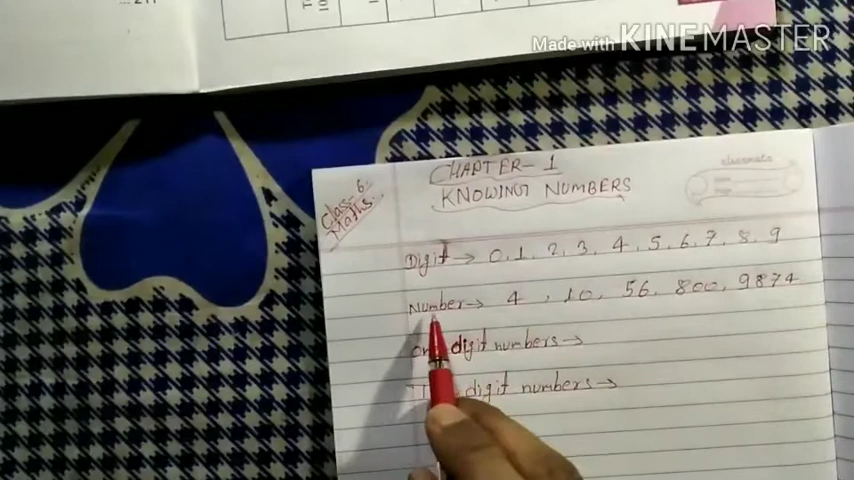 Made with KINEMASTER
Class-6
Maths.
CHAPTER-1
KNOWING NUMBERS
classmate
Digit → 0, 1, 2, 3, 4, 5, 6, 7, 8, 9
Number → 4, 10, 56, 800, 9874
digit numbers →
digit numbers →